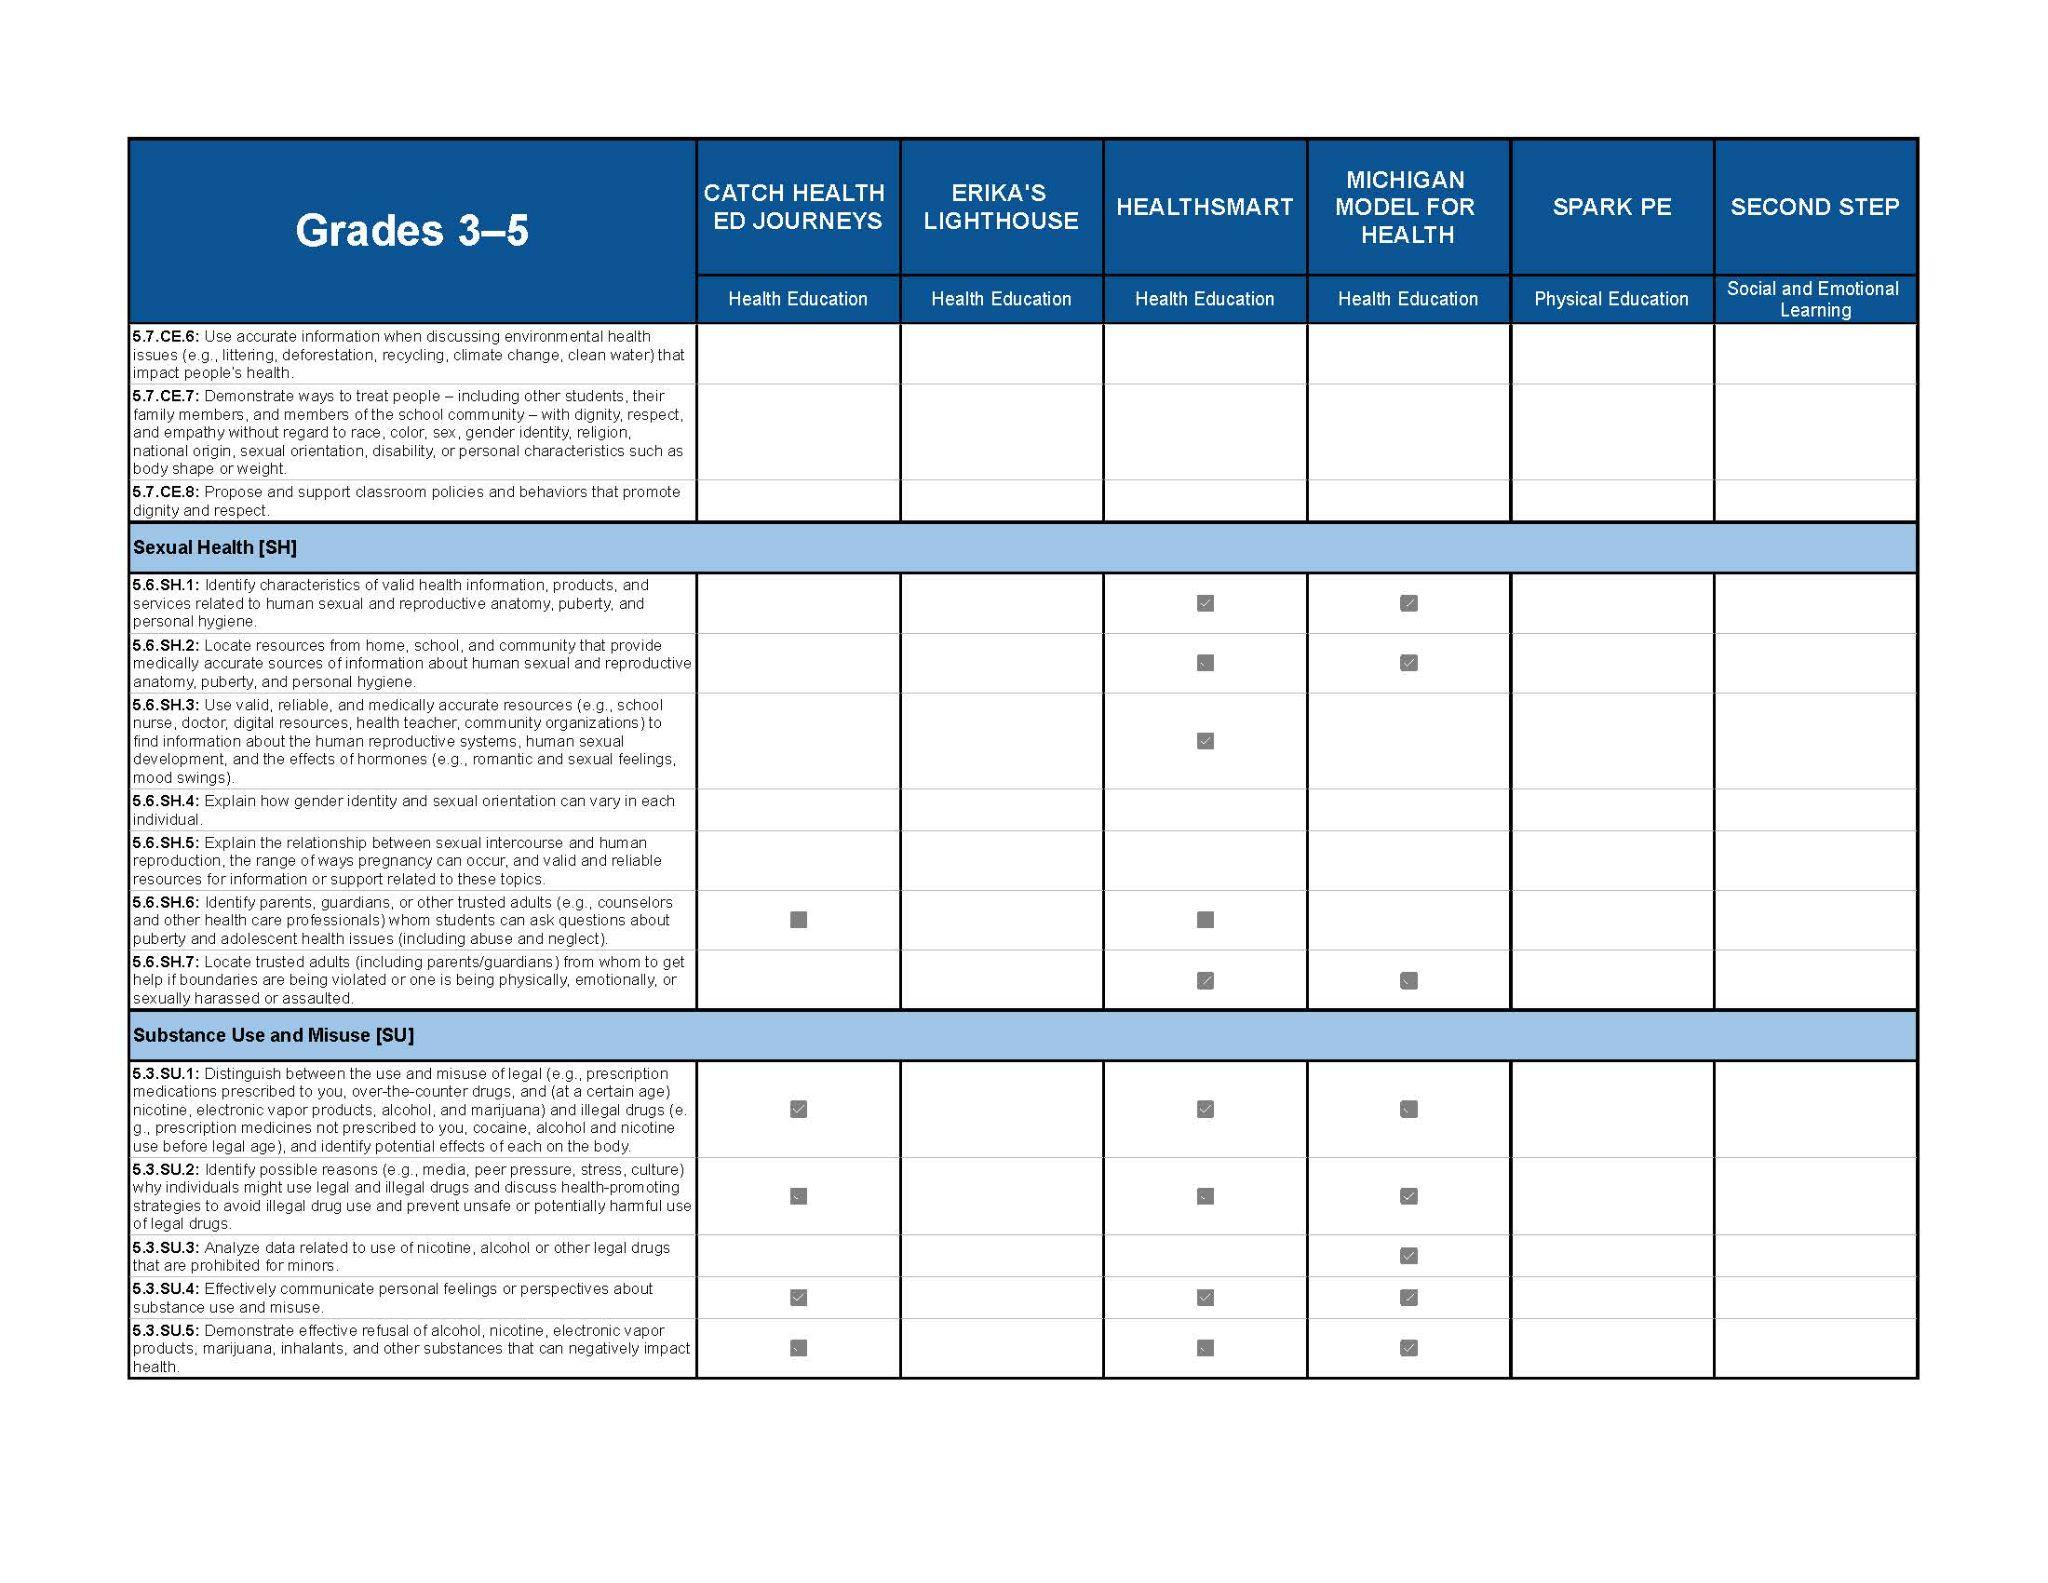 Grades 3–5
CATCH HEALTH
ED JOURNEYS
ERIKA'S
LIGHTHOUSE
HEALTHSMART
MICHIGAN
MODEL FOR
HEALTH
SPARK PE
SECOND STEP
Health Education
Health Education
Health Education
Health Education
Physical Education
Social and Emotional
Learning
5.7.CE.6: Use accurate information when discussing environmental health
issues (e.g., littering, deforestation, recycling, climate change, clean water) that
impact people's health.
5.7.CE.7: Demonstrate ways to treat people – including other students, their
family members, and members of the school community – with dignity, respect,
and empathy without regard to race, color, sex, gender identity, religion,
national origin, sexual orientation, disability, or personal characteristics such as
body shape or weight.
5.7.CE.8: Propose and support classroom policies and behaviors that promote
dignity and respect.
Sexual Health [SH]
5.6.SH.1: Identify characteristics of valid health information, products, and
services related to human sexual and reproductive anatomy, puberty, and
personal hygiene.
5.6.SH.2: Locate resources from home, school, and community that provide
medically accurate sources of information about human sexual and reproductive
anatomy, puberty, and personal hygiene.
5.6.SH.3: Use valid, reliable, and medically accurate resources (e.g., school
nurse, doctor, digital resources, health teacher, community organizations) to
find information about the human reproductive systems, human sexual
development, and the effects of hormones (e.g., romantic and sexual feelings,
mood swings).
5.6.SH.4: Explain how gender identity and sexual orientation can vary in each
individual.
5.6.SH.5: Explain the relationship between sexual intercourse and human
reproduction, the range of ways pregnancy can occur, and valid and reliable
resources for information or support related to these topics.
5.6.SH.6: Identify parents, guardians, or other trusted adults (e.g., counselors
and other health care professionals) whom students can ask questions about
puberty and adolescent health issues (including abuse and neglect).
5.6.SH.7: Locate trusted adults (including parents/guardians) from whom to get
help if boundaries are being violated or one is being physically, emotionally, or
sexually harassed or assaulted.
Substance Use and Misuse [SU]
5.3.SU.1: Distinguish between the use and misuse of legal (e.g., prescription
medications prescribed to you, over-the-counter drugs, and (at a certain age)
nicotine, electronic vapor products, alcohol, and marijuana) and illegal drugs (e.
g., prescription medicines not prescribed to you, cocaine, alcohol and nicotine
use before legal age), and identify potential effects of each on the body.
5.3.SU.2: Identify possible reasons (e.g., media, peer pressure, stress, culture)
why individuals might use legal and illegal drugs and discuss health-promoting
strategies to avoid illegal drug use and prevent unsafe or potentially harmful use
of legal drugs.
5.3.SU.3: Analyze data related to use of nicotine, alcohol or other legal drugs
that are prohibited for minors.
5.3.SU.4: Effectively communicate personal feelings or perspectives about
substance use and misuse.
5.3.SU.5: Demonstrate effective refusal of alcohol, nicotine, electronic vapor
products, marijuana, inhalants, and other substances that can negatively impact
health.